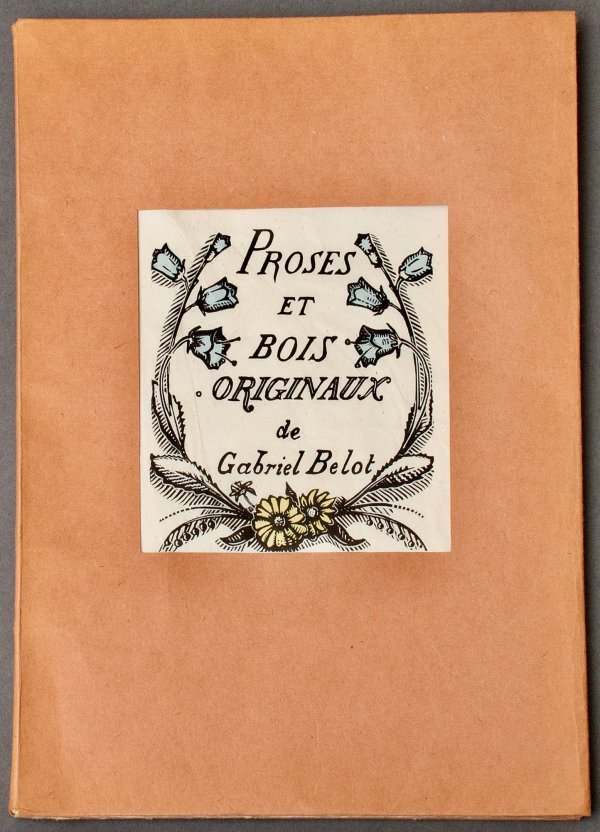 PROSES
ET
BOIS
ORIGINAUX
de
Gabriel Belot